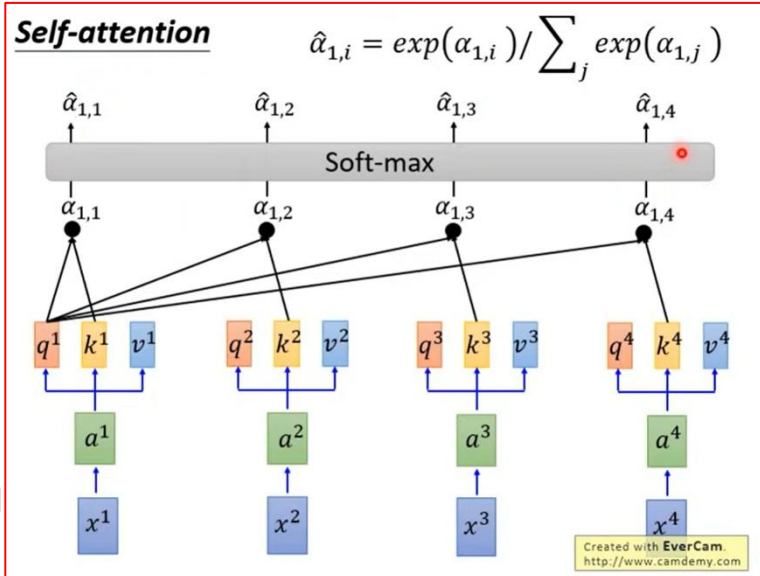 Self-attention
α̂₁,ᵢ = exp(α₁,ᵢ)/∑ⱼ exp(α₁,ⱼ)
α̂₁,₁ α̂₁,₂ α̂₁,₃ α̂₁,₄
Soft-max
α₁,₁ α₁,₂ α₁,₃ α₁,₄
q¹ k¹ v¹ q² k² v² q³ k³ v³ q⁴ k⁴ v⁴
a¹ a² a³ a⁴
x¹ x² x³ x⁴
Created with EverCam.
http://www.camdemy.com